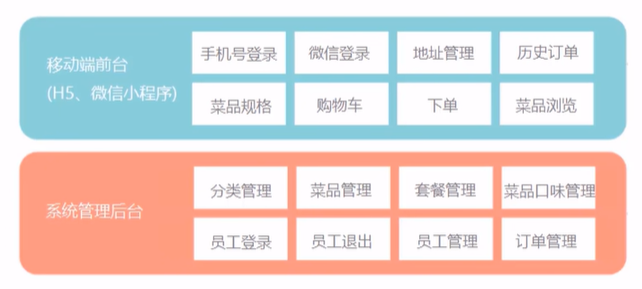 移动端前台
(H5、微信小程序)
手机号登录 微信登录 地址管理 历史订单
菜品规格 购物车 下单 菜品浏览
系统管理后台
分类管理 菜品管理 套餐管理 菜品口味管理
员工登录 员工退出 员工管理 订单管理